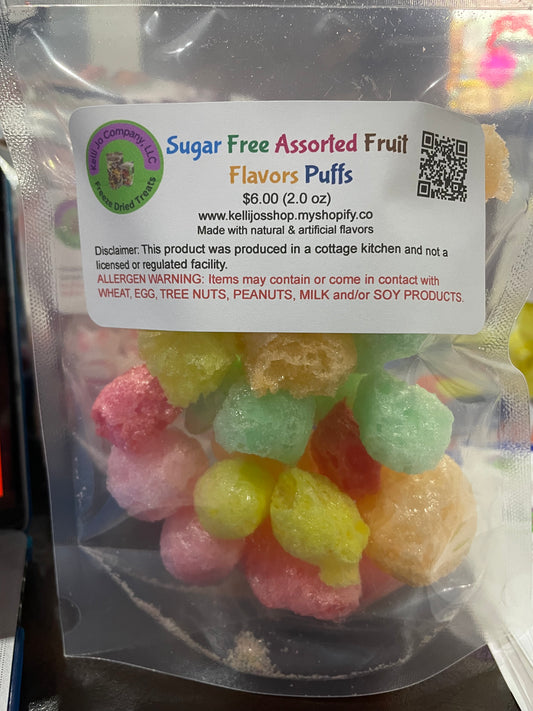 Kelli Jo Company, LLC
Freeze Dried Treats
Sugar Free Assorted Fruit
Flavors Puffs
$6.00 (2.0 oz)
www.kellijosshop.myshopify.co
Made with natural & artificial flavors
Disclaimer: This product was produced in a cottage kitchen and not a
licensed or regulated facility.
ALLERGEN WARNING: Items may contain or come in contact with
WHEAT, EGG, TREE NUTS, PEANUTS, MILK and/or SOY PRODUCTS.